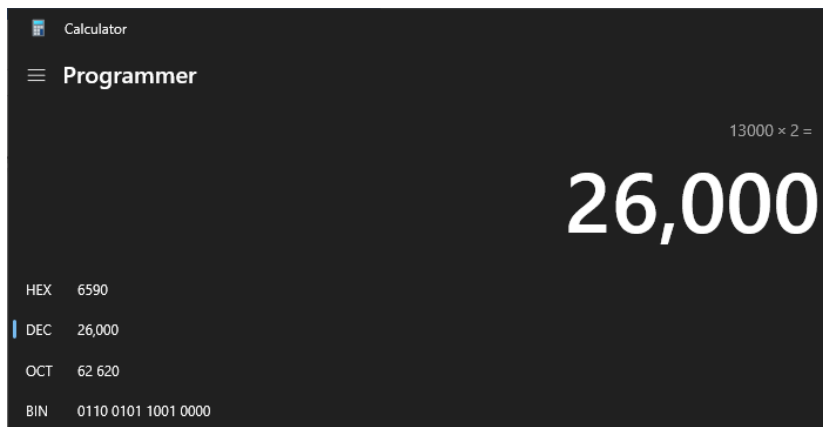 Calculator
Programmer
13000 × 2 =
26,000
HEX 6590
DEC 26,000
OCT 62 620
BIN 0110 0101 1001 0000